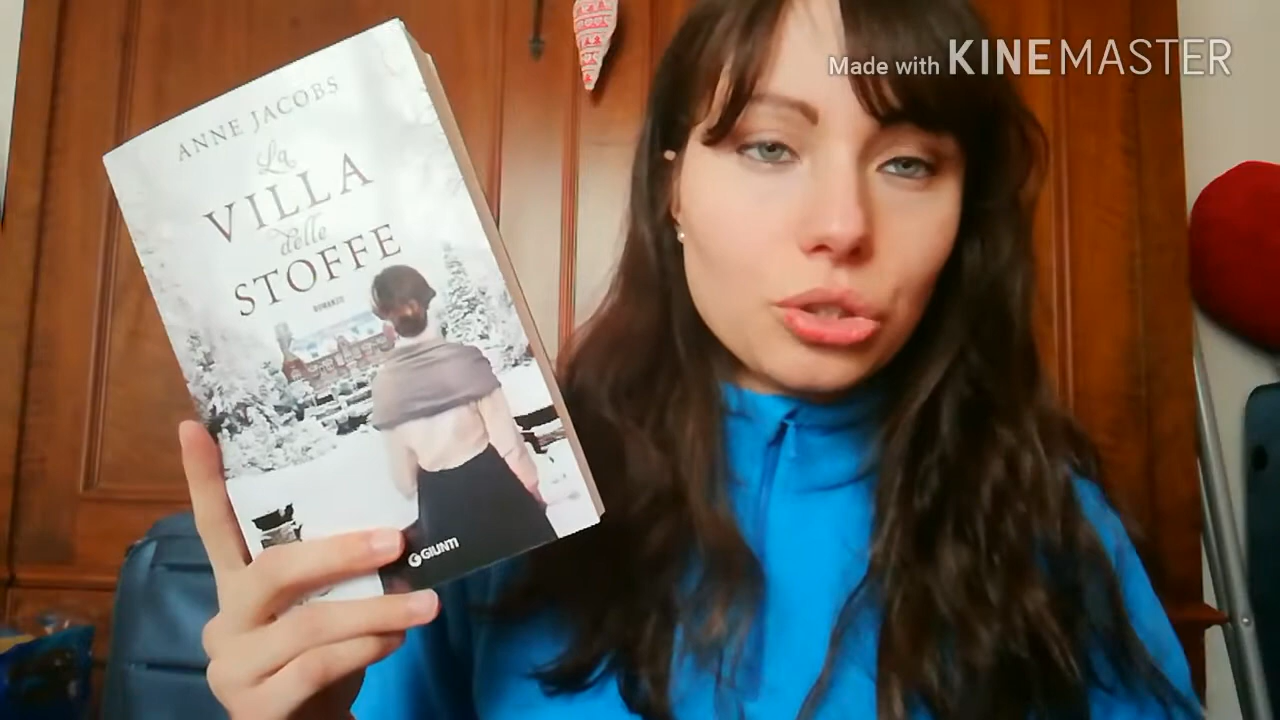 Made with KINEMASTER
ANNE JACOBS
La
VILLA
delle
STOFFE
ROMANZO
GIUNTI